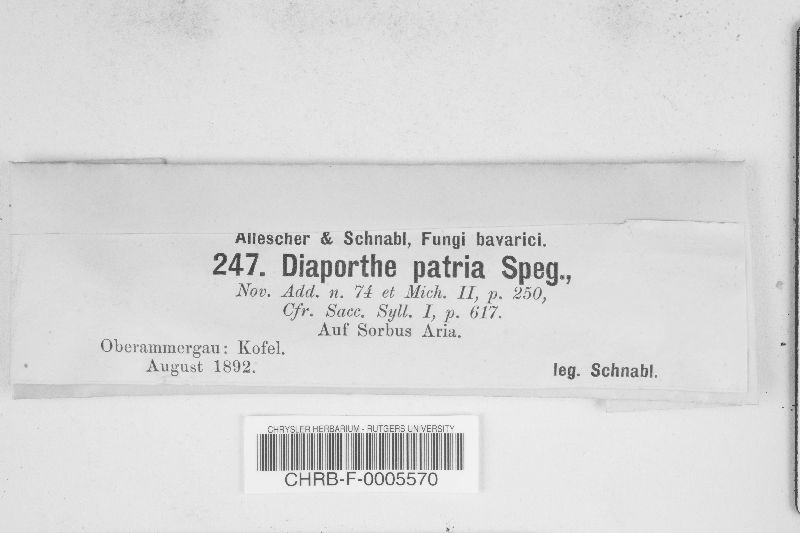 Allescher & Schnabl, Fungi bavarici.
247. Diaporthe patria Speg.,
Nov. Add. n. 74 et Mich. II, p. 250,
Cfr. Sacc. Syll. I, p. 617.
Auf Sorbus Aria.
Oberammergau: Kofel.
August 1892.
leg. Schnabl.
CHRYSLER HERBARIUM - RUTGERS UNIVERSITY
CHRB-F-0005570